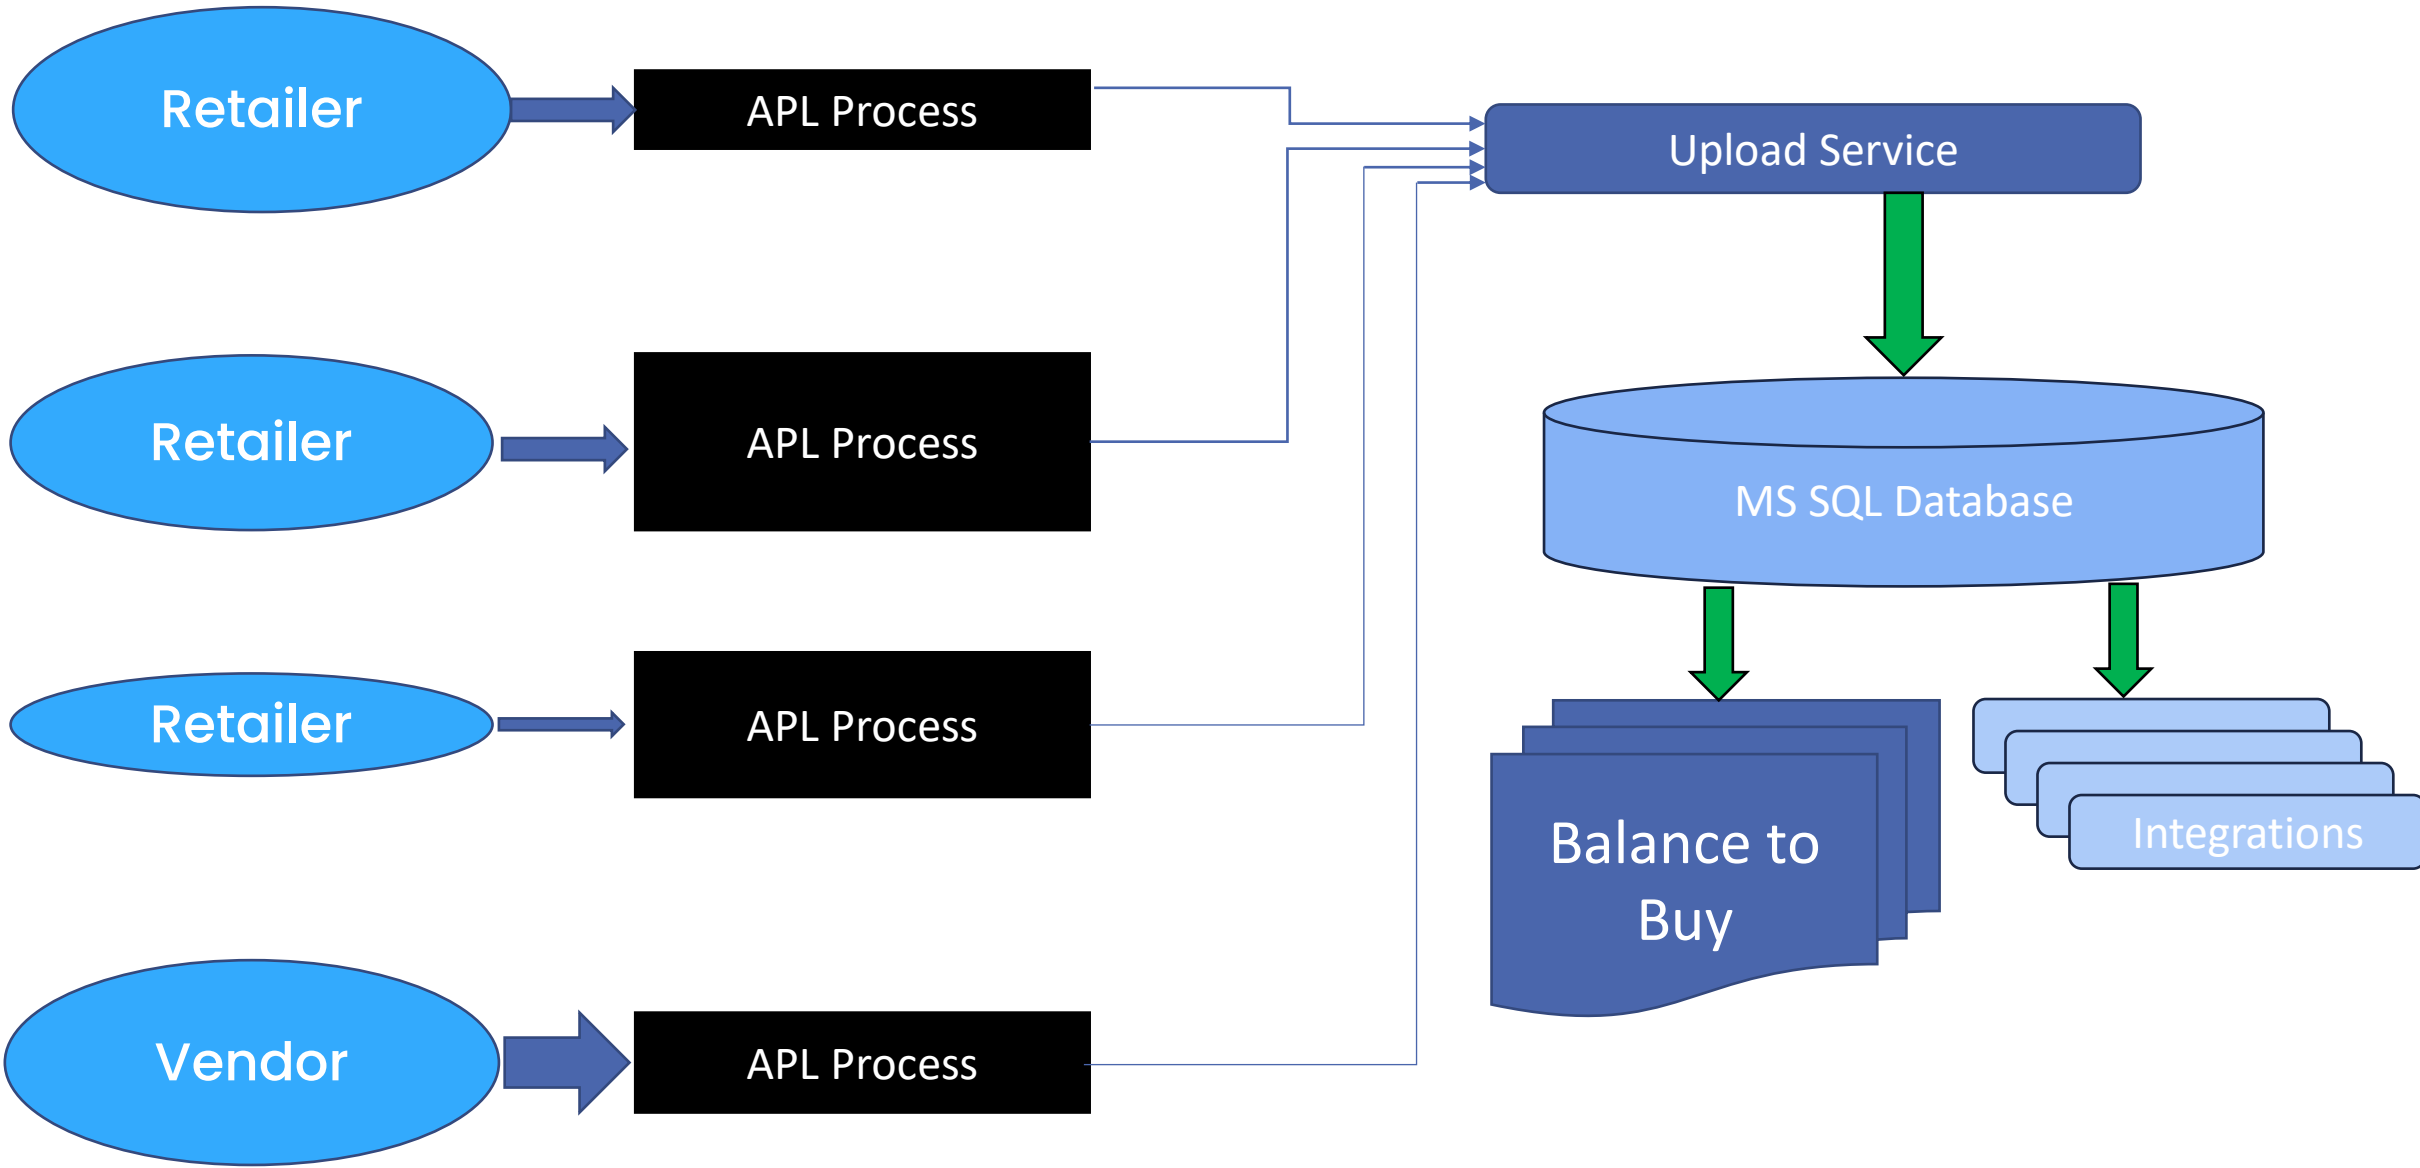 Retailer
APL Process
Upload Service
Retailer
APL Process
MS SQL Database
Retailer
APL Process
Balance to
Buy
Integrations
Vendor
APL Process